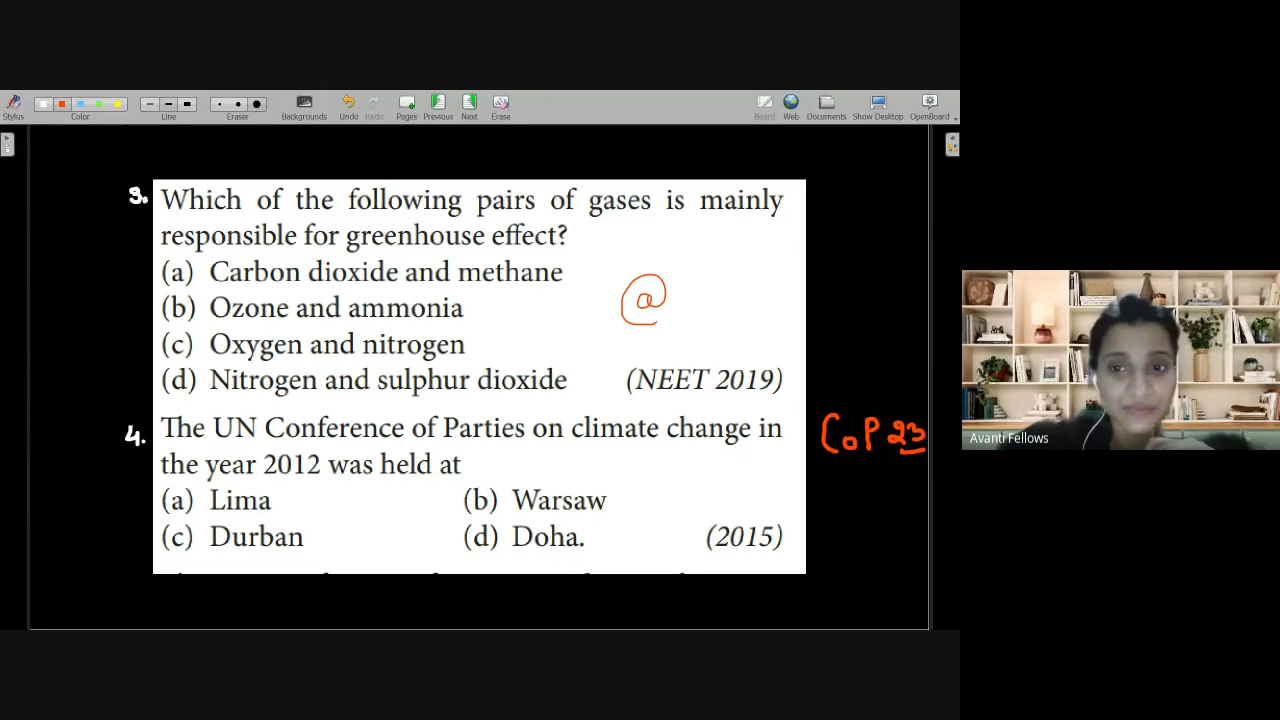 Stylus
Color
Line
Eraser
Backgrounds
Undo
Redo
Pages
Previous
Next
Erase
Board
Web
Documents
Show Desktop
OpenBoard
3. Which of the following pairs of gases is mainly
responsible for greenhouse effect?
(a) Carbon dioxide and methane
(b) Ozone and ammonia
(c) Oxygen and nitrogen
(d) Nitrogen and sulphur dioxide (NEET 2019)
a
4. The UN Conference of Parties on climate change in
the year 2012 was held at
(a) Lima (b) Warsaw
(c) Durban (d) Doha. (2015)
CoP 23
Avanti Fellows